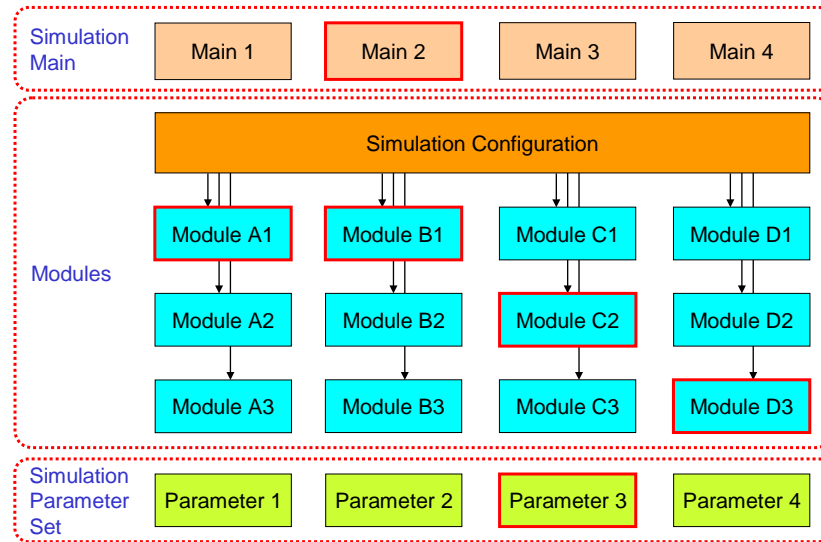 Simulation
Main
Main 1
Main 2
Main 3
Main 4
Simulation Configuration
Modules
Module A1
Module B1
Module C1
Module D1
Module A2
Module B2
Module C2
Module D2
Module A3
Module B3
Module C3
Module D3
Simulation
Parameter
Set
Parameter 1
Parameter 2
Parameter 3
Parameter 4